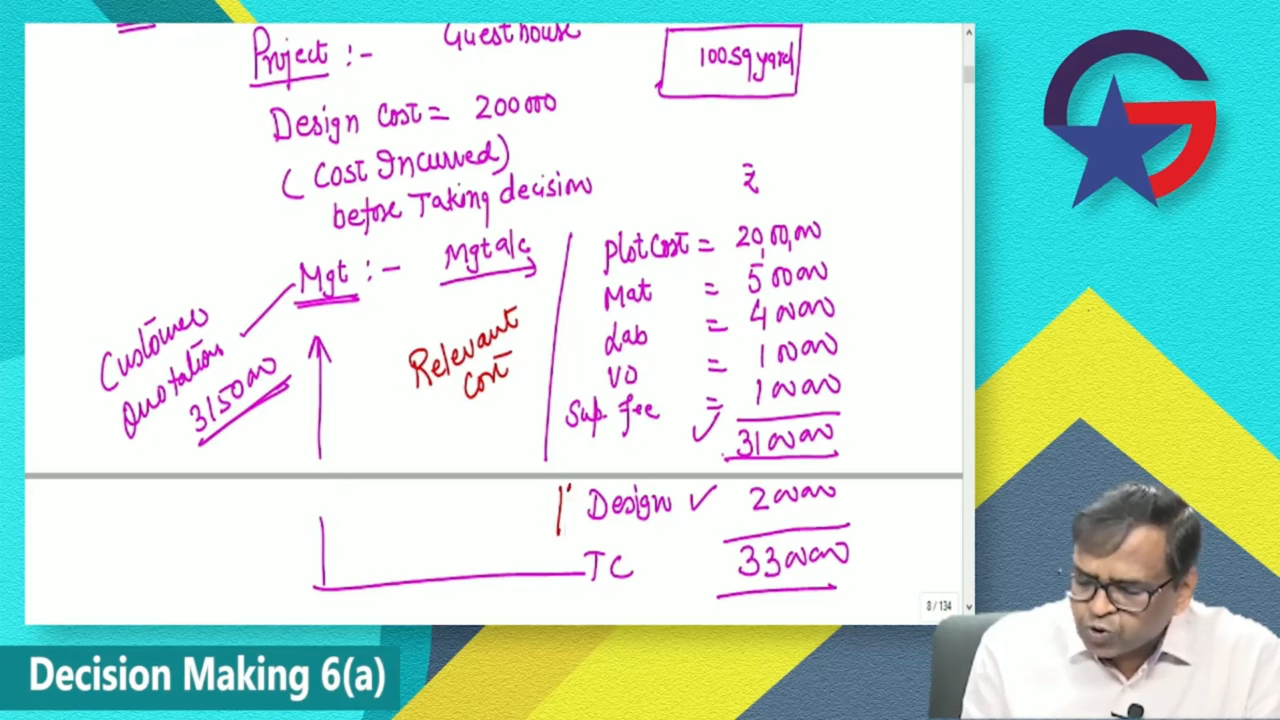 Project :- Guest house
100 Sq yard
Design Cost = 200000
( Cost Incurred)
before Taking decision
₹
Mgt :- Mgt a/c
Customer
Quotation
3150000
Relevant
Cost
Plot Cost = 20,00,000
Mat = 500000
Lab = 400000
VO = 100000
Sup. fee = 100000
3100000
Design ✓ 200000
TC 3300000
8 / 134
G
Decision Making 6(a)